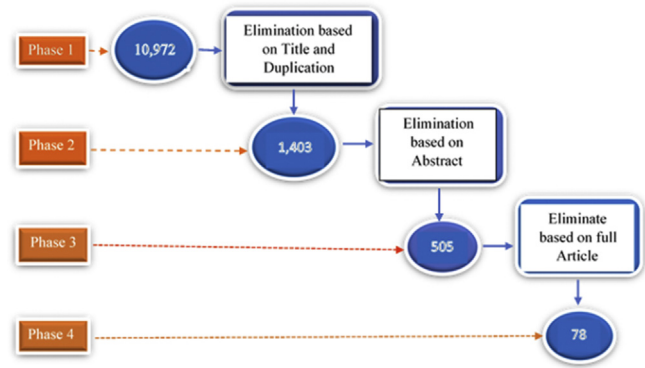 Phase 1
10,972
Elimination based
on Title and
Duplication
Phase 2
1,403
Elimination
based on
Abstract
Phase 3
505
Eliminate
based on full
Article
Phase 4
78